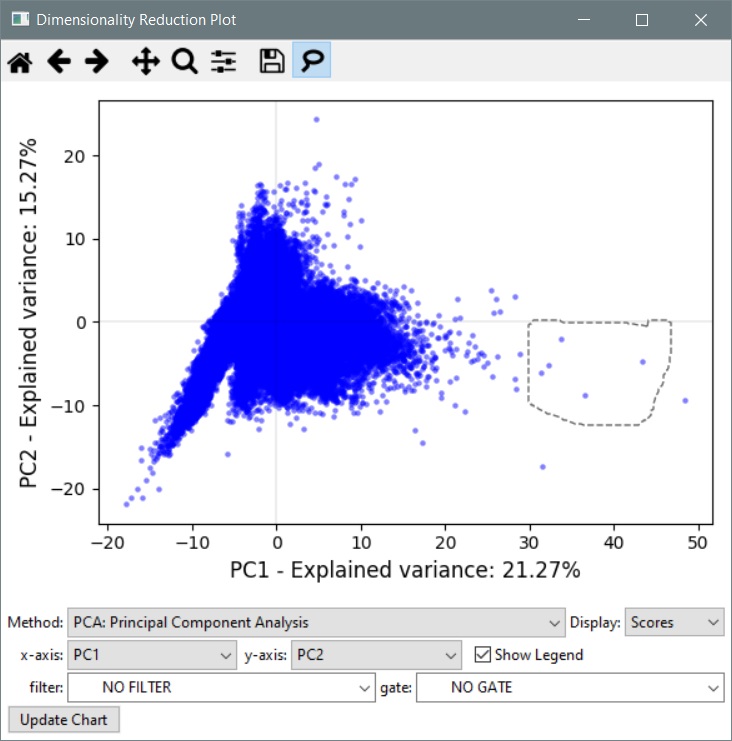 Dimensionality Reduction Plot
PC2 - Explained variance: 15.27%
20
10
0
−10
−20
−20 −10 0 10 20 30 40 50
PC1 - Explained variance: 21.27%
Method: PCA: Principal Component Analysis Display: Scores
x-axis: PC1 y-axis: PC2 Show Legend
filter: NO FILTER gate: NO GATE
Update Chart